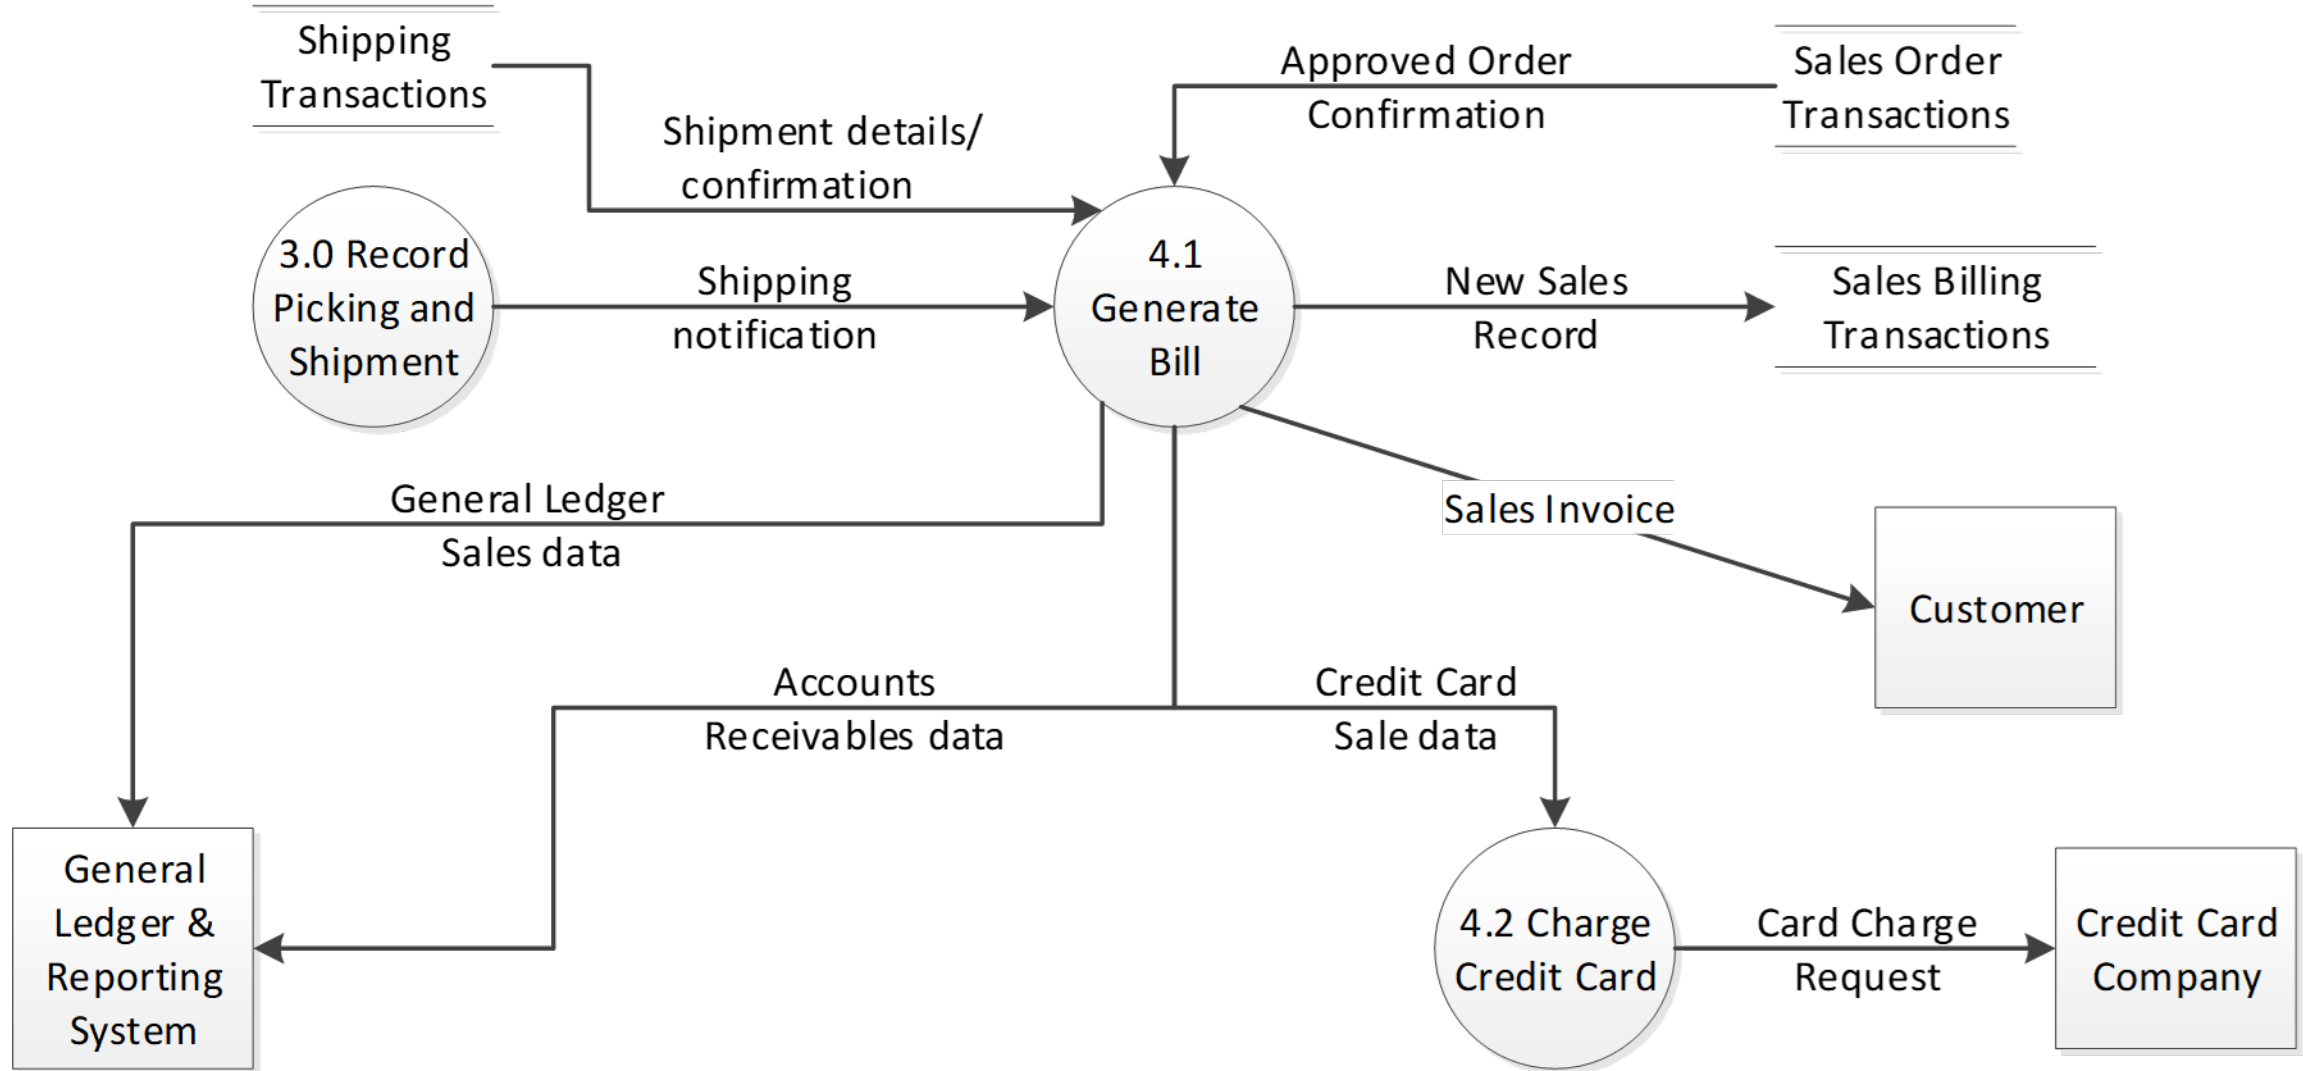 Shipping
Transactions
Approved Order
Confirmation
Sales Order
Transactions
Shipment details/
confirmation
3.0 Record
Picking and
Shipment
Shipping
notification
4.1
Generate
Bill
New Sales
Record
Sales Billing
Transactions
General Ledger
Sales data
Sales Invoice
Customer
Accounts
Receivables data
Credit Card
Sale data
General
Ledger &
Reporting
System
4.2 Charge
Credit Card
Card Charge
Request
Credit Card
Company